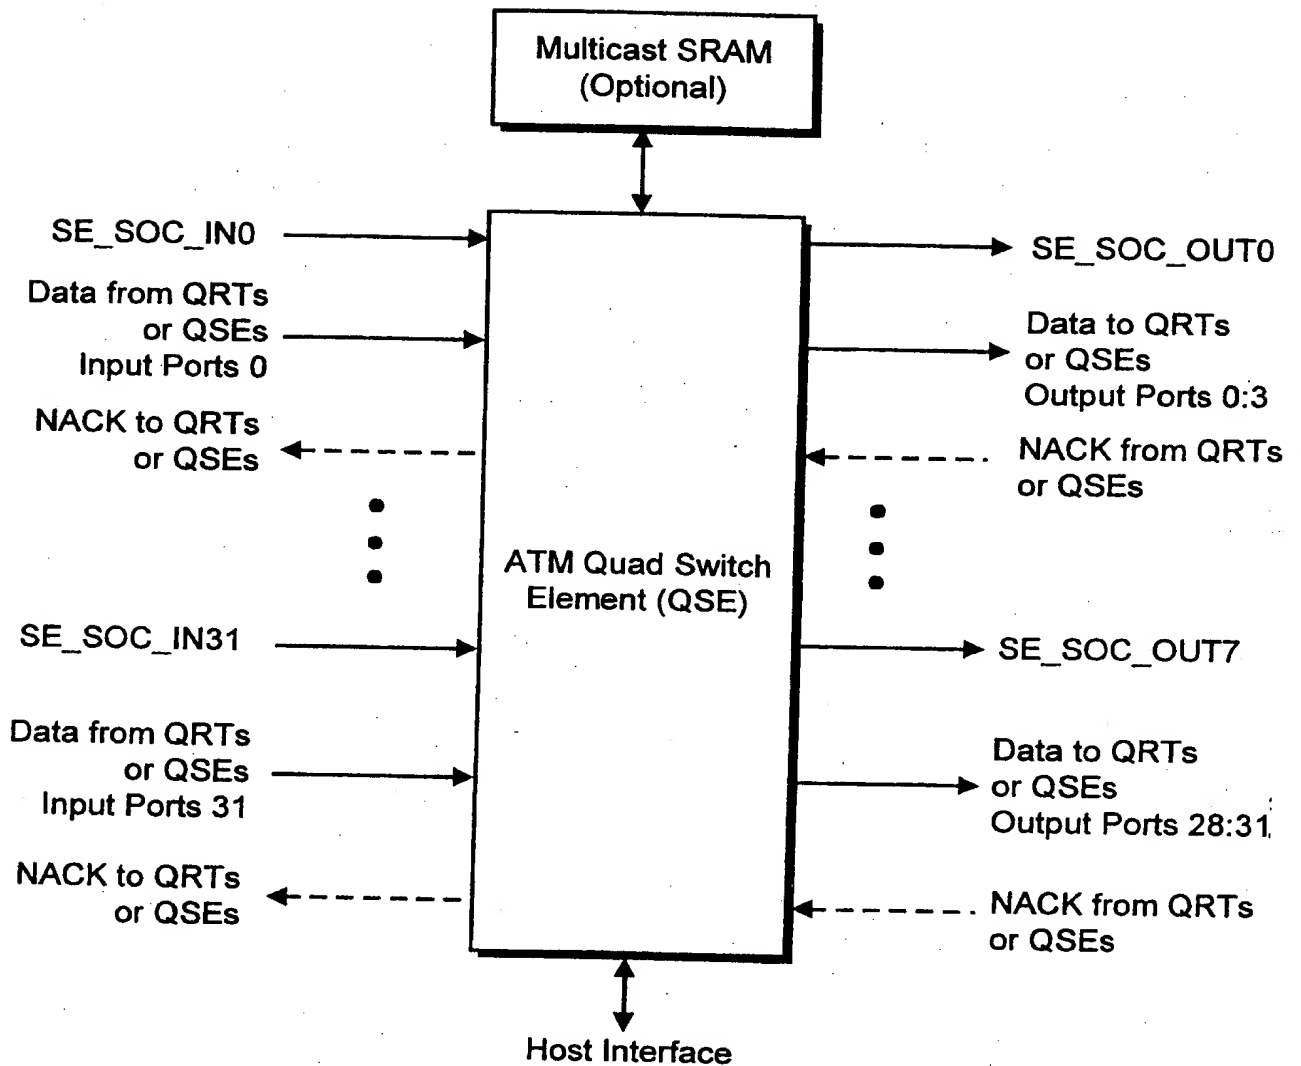 Multicast SRAM
(Optional)
SE_SOC_IN0
Data from QRTs
or QSEs
Input Ports 0
NACK to QRTs
or QSEs
SE_SOC_IN31
Data from QRTs
or QSEs
Input Ports 31
NACK to QRTs
or QSEs
ATM Quad Switch
Element (QSE)
SE_SOC_OUT0
Data to QRTs
or QSEs
Output Ports 0:3
NACK from QRTs
or QSEs
SE_SOC_OUT7
Data to QRTs
or QSEs
Output Ports 28:31
NACK from QRTs
or QSEs
Host Interface